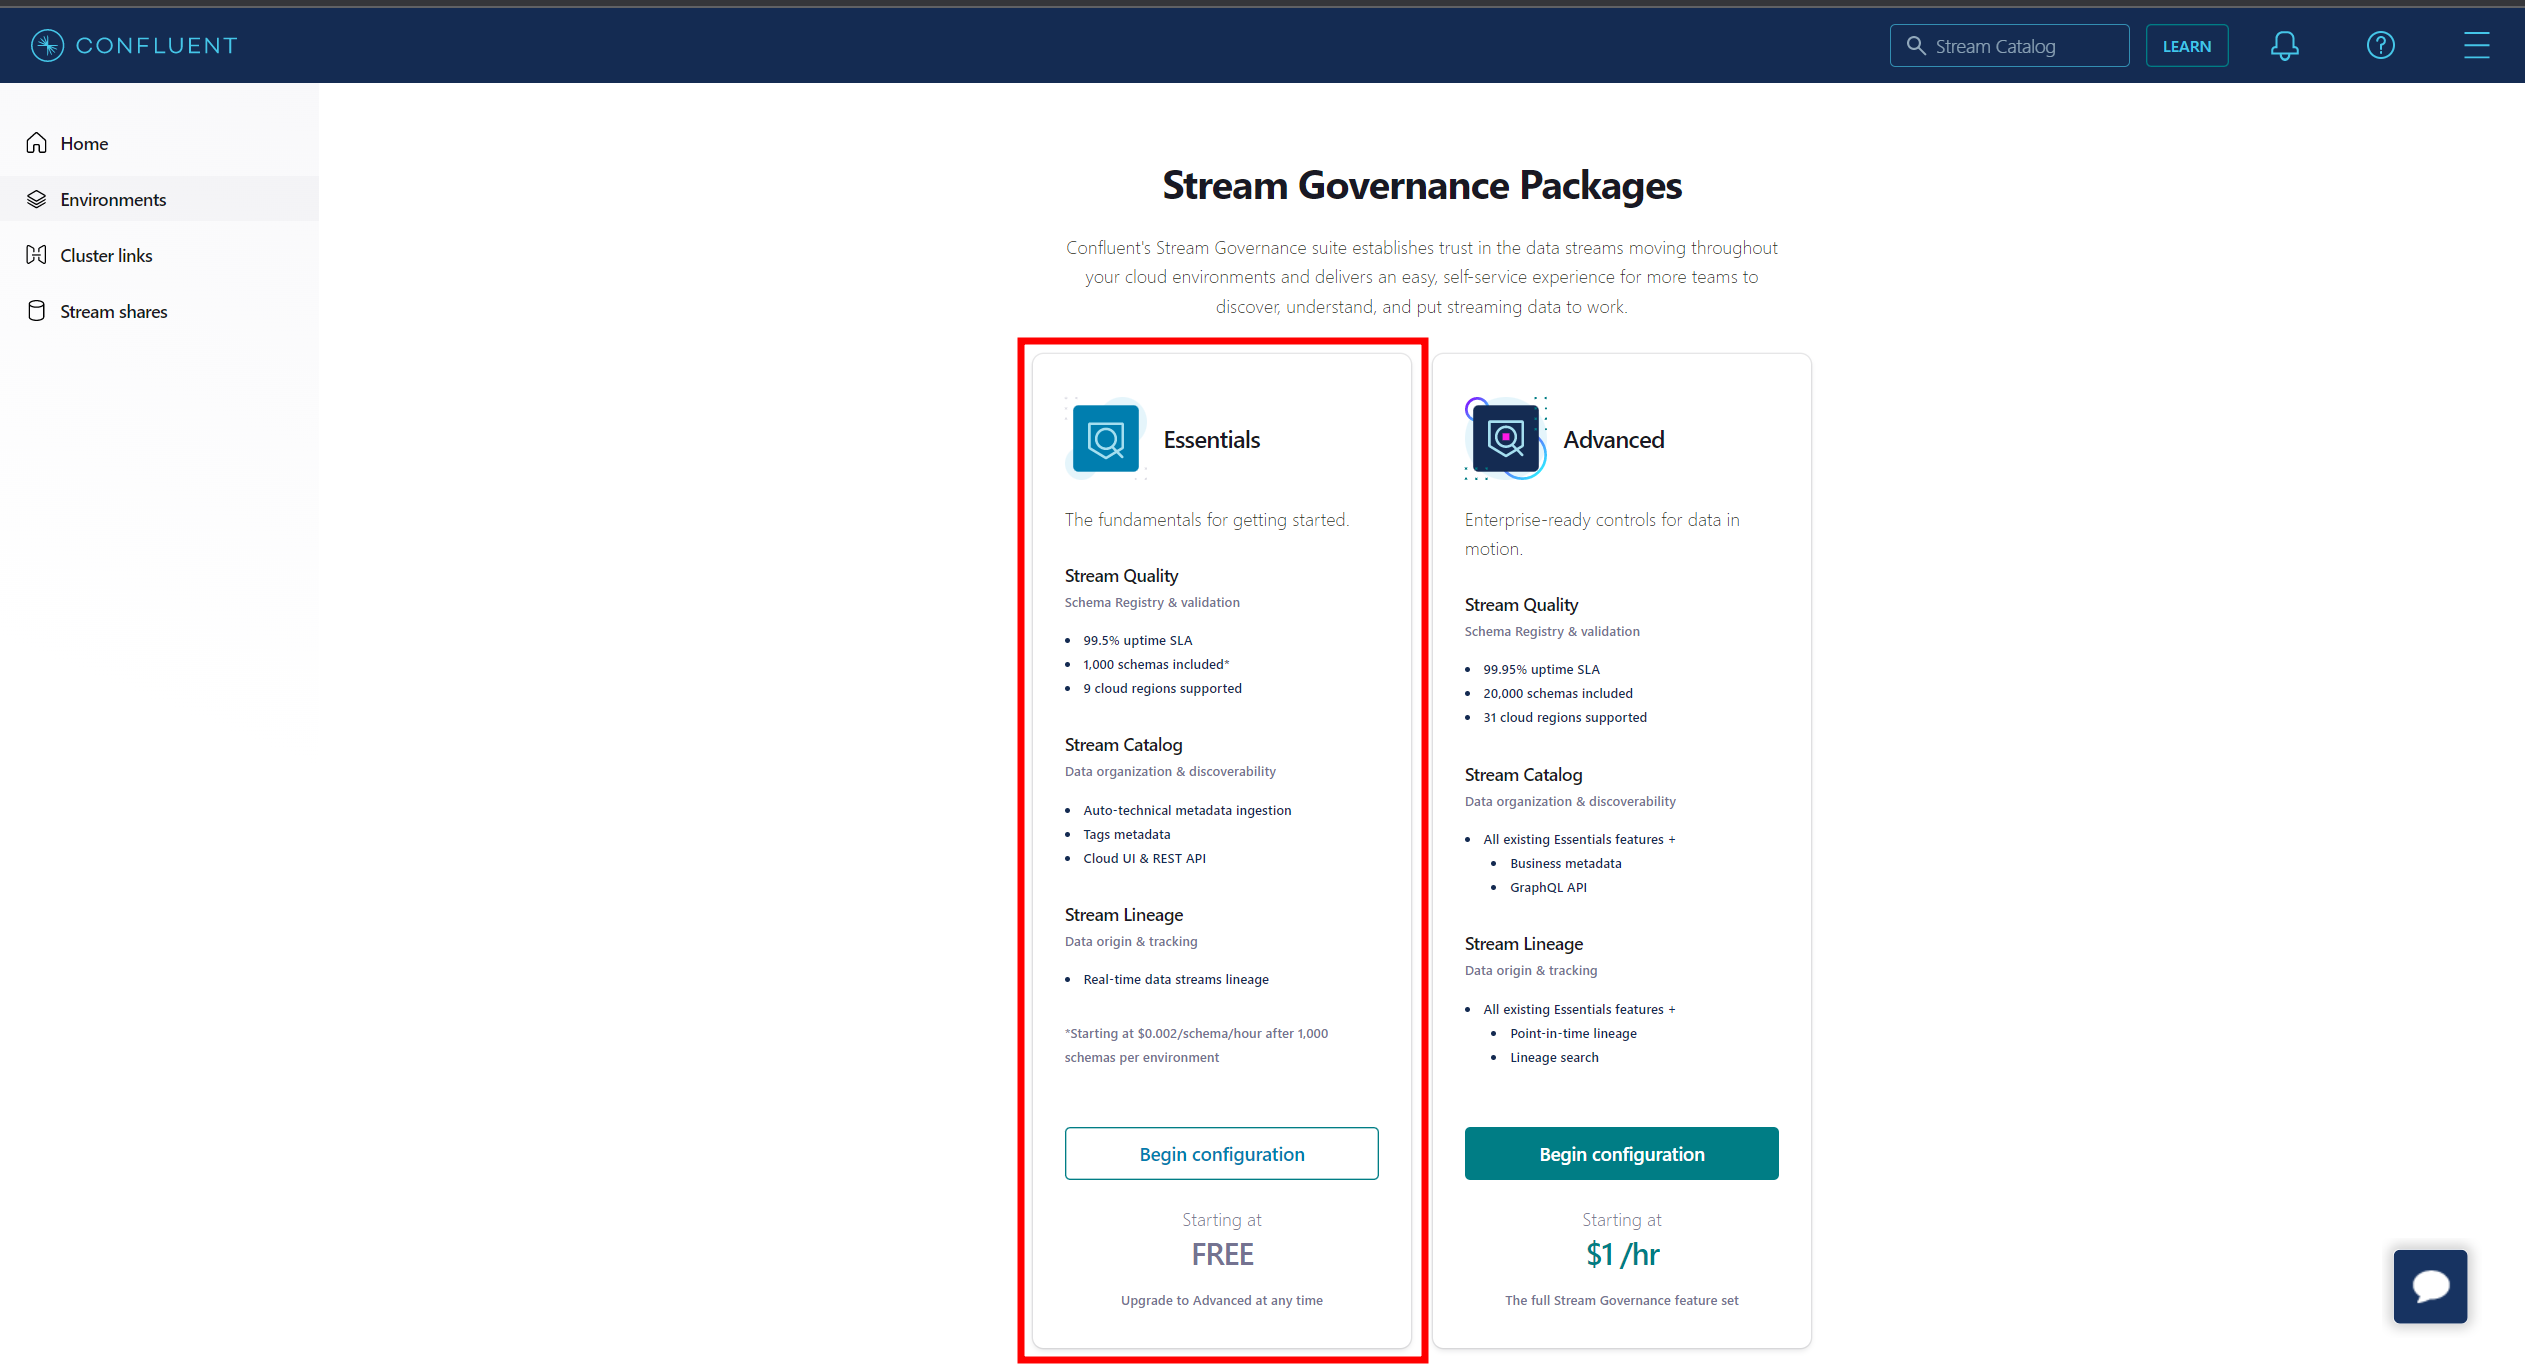 CONFLUENT
Stream Catalog
LEARN
Home
Environments
Cluster links
Stream shares
Stream Governance Packages
Confluent's Stream Governance suite establishes trust in the data streams moving throughout
your cloud environments and delivers an easy, self-service experience for more teams to
discover, understand, and put streaming data to work.
Essentials
The fundamentals for getting started.
Stream Quality
Schema Registry & validation
99.5% uptime SLA
1,000 schemas included*
9 cloud regions supported
Stream Catalog
Data organization & discoverability
Auto-technical metadata ingestion
Tags metadata
Cloud UI & REST API
Stream Lineage
Data origin & tracking
Real-time data streams lineage
*Starting at $0.002/schema/hour after 1,000
schemas per environment
Begin configuration
Starting at
FREE
Upgrade to Advanced at any time
Advanced
Enterprise-ready controls for data in
motion.
Stream Quality
Schema Registry & validation
99.95% uptime SLA
20,000 schemas included
31 cloud regions supported
Stream Catalog
Data organization & discoverability
All existing Essentials features +
Business metadata
GraphQL API
Stream Lineage
Data origin & tracking
All existing Essentials features +
Point-in-time lineage
Lineage search
Begin configuration
Starting at
$1/hr
The full Stream Governance feature set